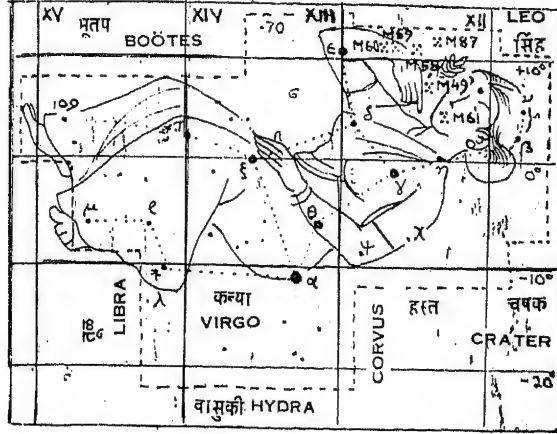 XV XIV XIII XII LEO
भूतप
BOÖTES
70
सिंह
ε M60 M59 M87
M58
M49
M61
+10°
109
δ
G
τ
ξ
η
γ
β
0°
μ
ι
θ
ψ
χ
α
λ
-10°
LIBRA
कन्या
VIRGO
CORVUS
हस्त
चषक
CRATER
-20°
वासुकी HYDRA